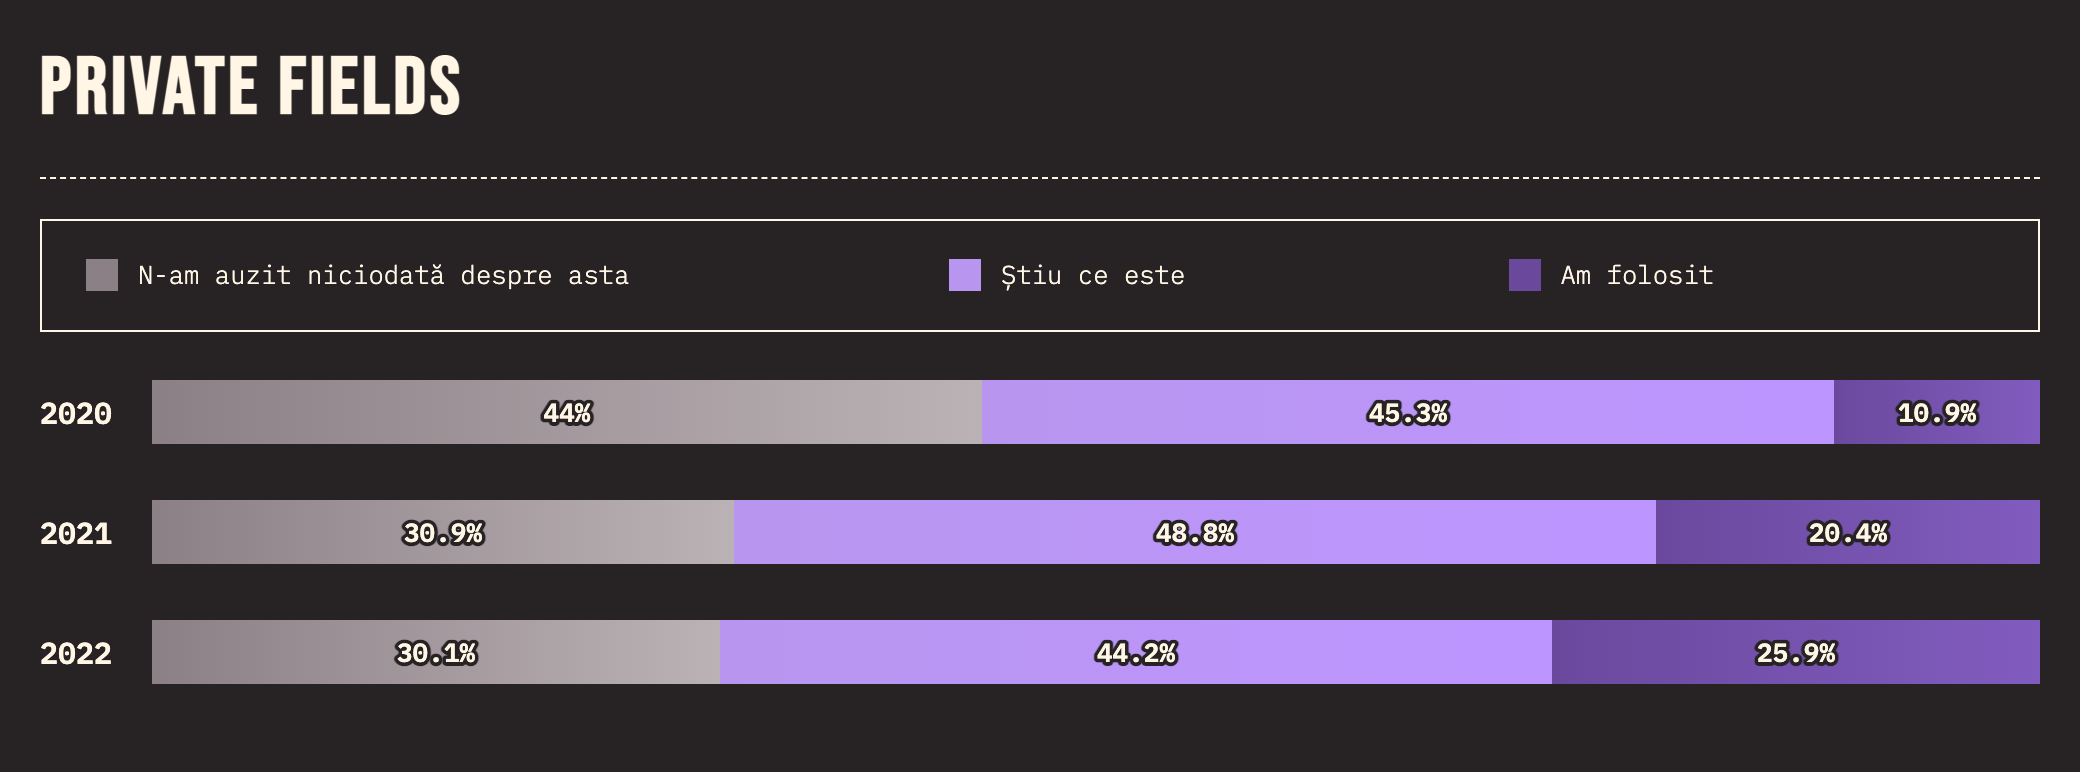 PRIVATE FIELDS
N-am auzit niciodată despre asta Știu ce este Am folosit
2020 44% 45.3% 10.9%
2021 30.9% 48.8% 20.4%
2022 30.1% 44.2% 25.9%